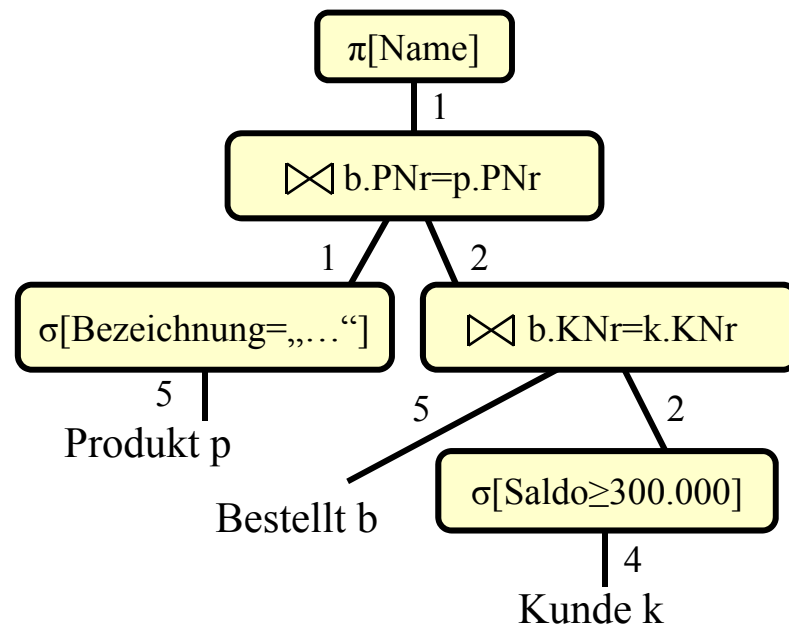 π[Name]
1
⋈ b.PNr=p.PNr
1 2
σ[Bezeichnung=„…“] ⋈ b.KNr=k.KNr
5 5 2
Produkt p
σ[Saldo≥300.000]
Bestellt b
4
Kunde k